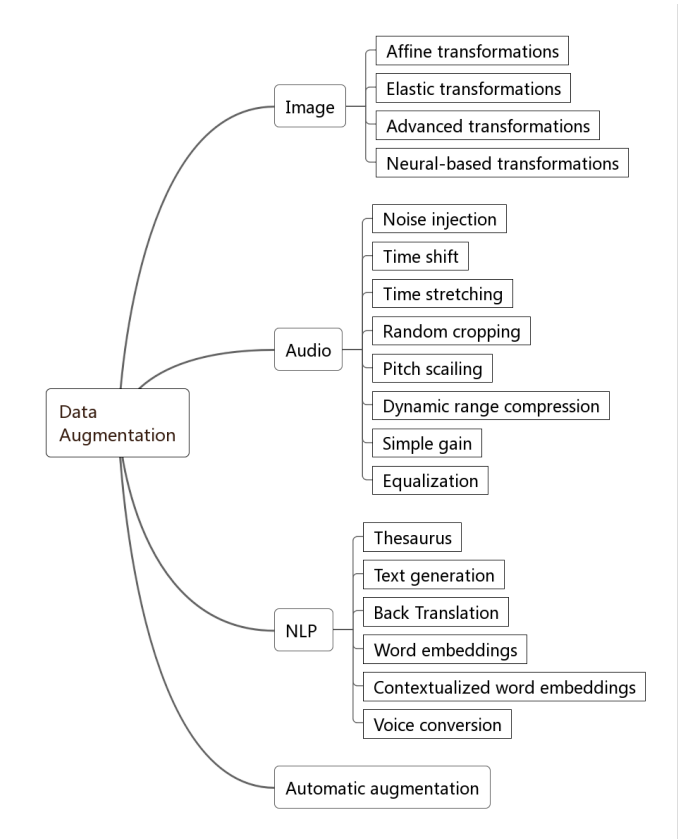 Data
Augmentation
Image
Affine transformations
Elastic transformations
Advanced transformations
Neural-based transformations
Audio
Noise injection
Time shift
Time stretching
Random cropping
Pitch scailing
Dynamic range compression
Simple gain
Equalization
NLP
Thesaurus
Text generation
Back Translation
Word embeddings
Contextualized word embeddings
Voice conversion
Automatic augmentation